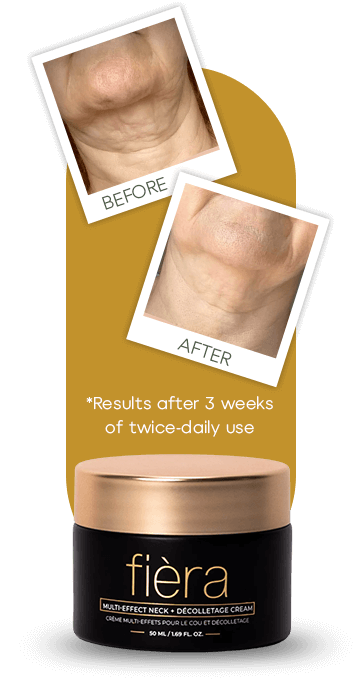 BEFORE
AFTER
*Results after 3 weeks
of twice-daily use
fièra
MULTI-EFFECT NECK + DÉCOLLETAGE CREAM
CRÈME MULTI-EFFETS POUR LE COU ET DÉCOLLETAGE
50 ML / 1.69 FL. OZ.